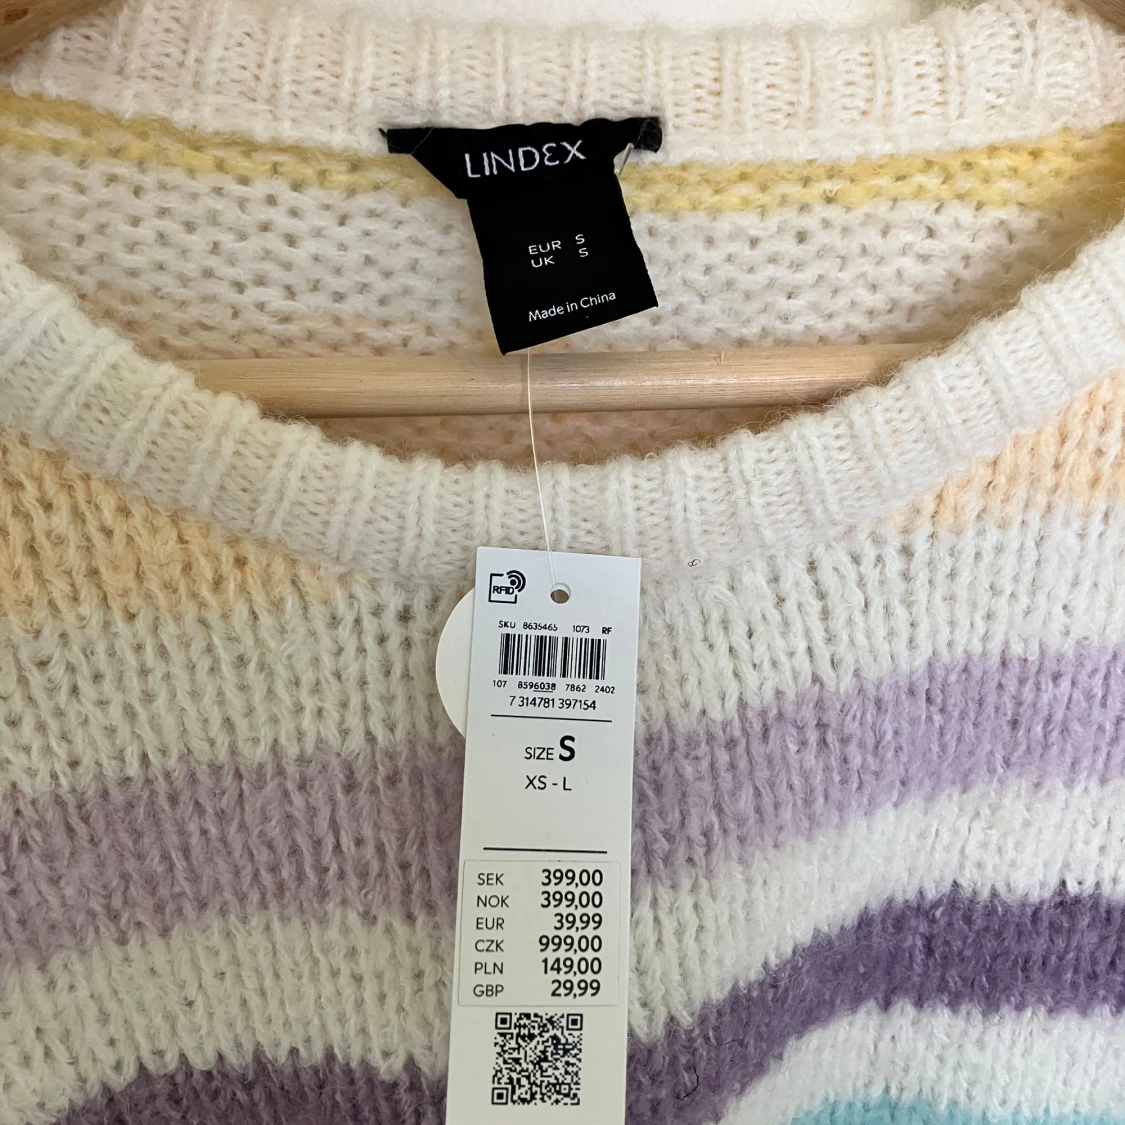 LINDEX
EUR S
UK S
Made in China
RFID
SKU 8635465 1073 RF
107 8596038 7862 2402
7 314781 397154
SIZE S
XS - L
SEK 399,00
NOK 399,00
EUR 39,99
CZK 999,00
PLN 149,00
GBP 29,99